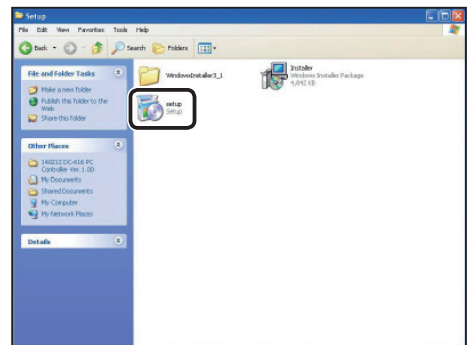 Setup
File Edit View Favorites Tools Help
Back Search Folders
WindowsInstaller3_1
Installer
Windows Installer Package
4,642 KB
setup
Setup
File and Folder Tasks
Make a new folder
Publish this folder to the
Web
Share this folder
Other Places
140212 DC-616 PC
Controller Ver.1.00
My Documents
Shared Documents
My Computer
My Network Places
Details